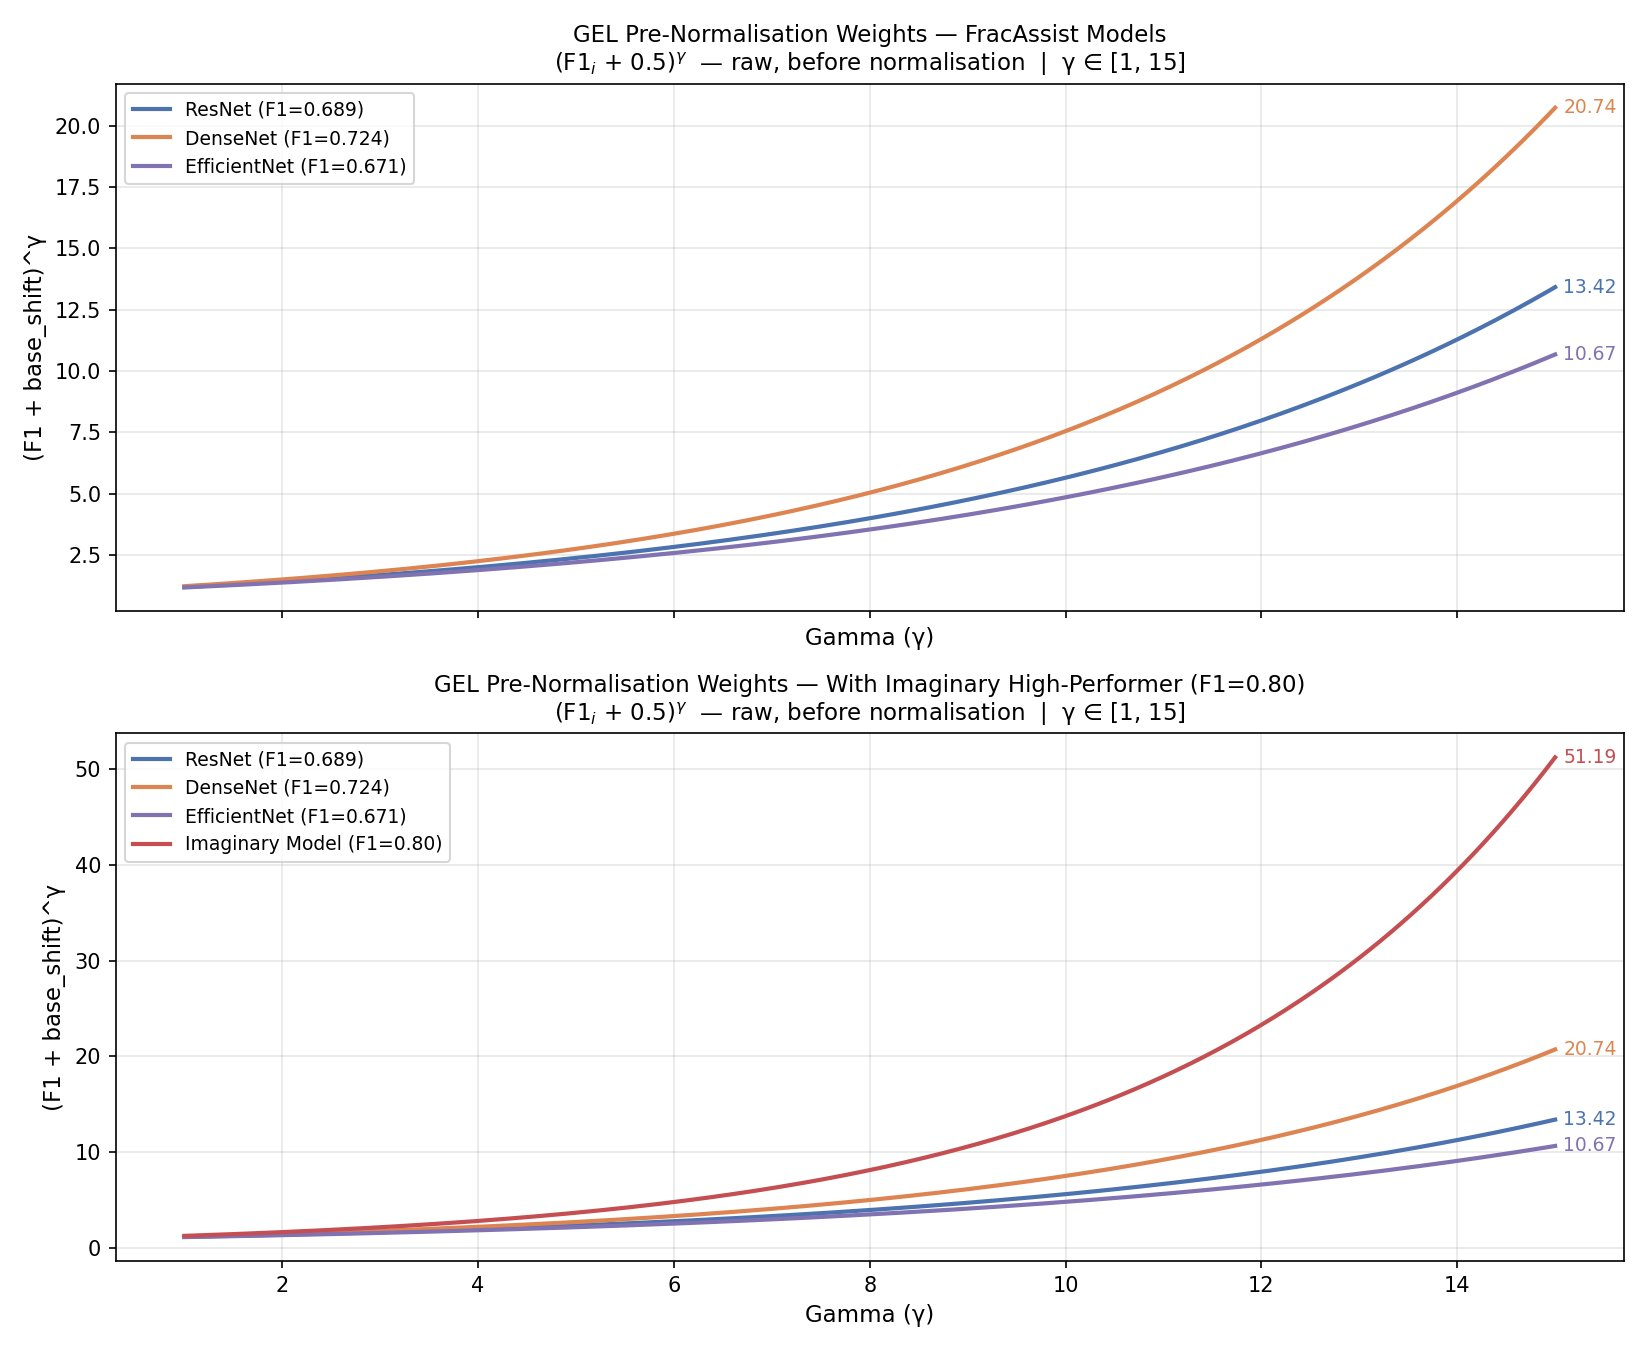 GEL Pre-Normalisation Weights — FracAssist Models
(F1ᵢ + 0.5)ᵞ — raw, before normalisation | γ ∈ [1, 15]
ResNet (F1=0.689)
DenseNet (F1=0.724)
EfficientNet (F1=0.671)
20.74
13.42
10.67
20.0
17.5
15.0
12.5
10.0
7.5
5.0
2.5
(F1 + base_shift)^γ
Gamma (γ)
GEL Pre-Normalisation Weights — With Imaginary High-Performer (F1=0.80)
(F1ᵢ + 0.5)ᵞ — raw, before normalisation | γ ∈ [1, 15]
ResNet (F1=0.689)
DenseNet (F1=0.724)
EfficientNet (F1=0.671)
Imaginary Model (F1=0.80)
51.19
20.74
13.42
10.67
50
40
30
20
10
0
(F1 + base_shift)^γ
2 4 6 8 10 12 14
Gamma (γ)